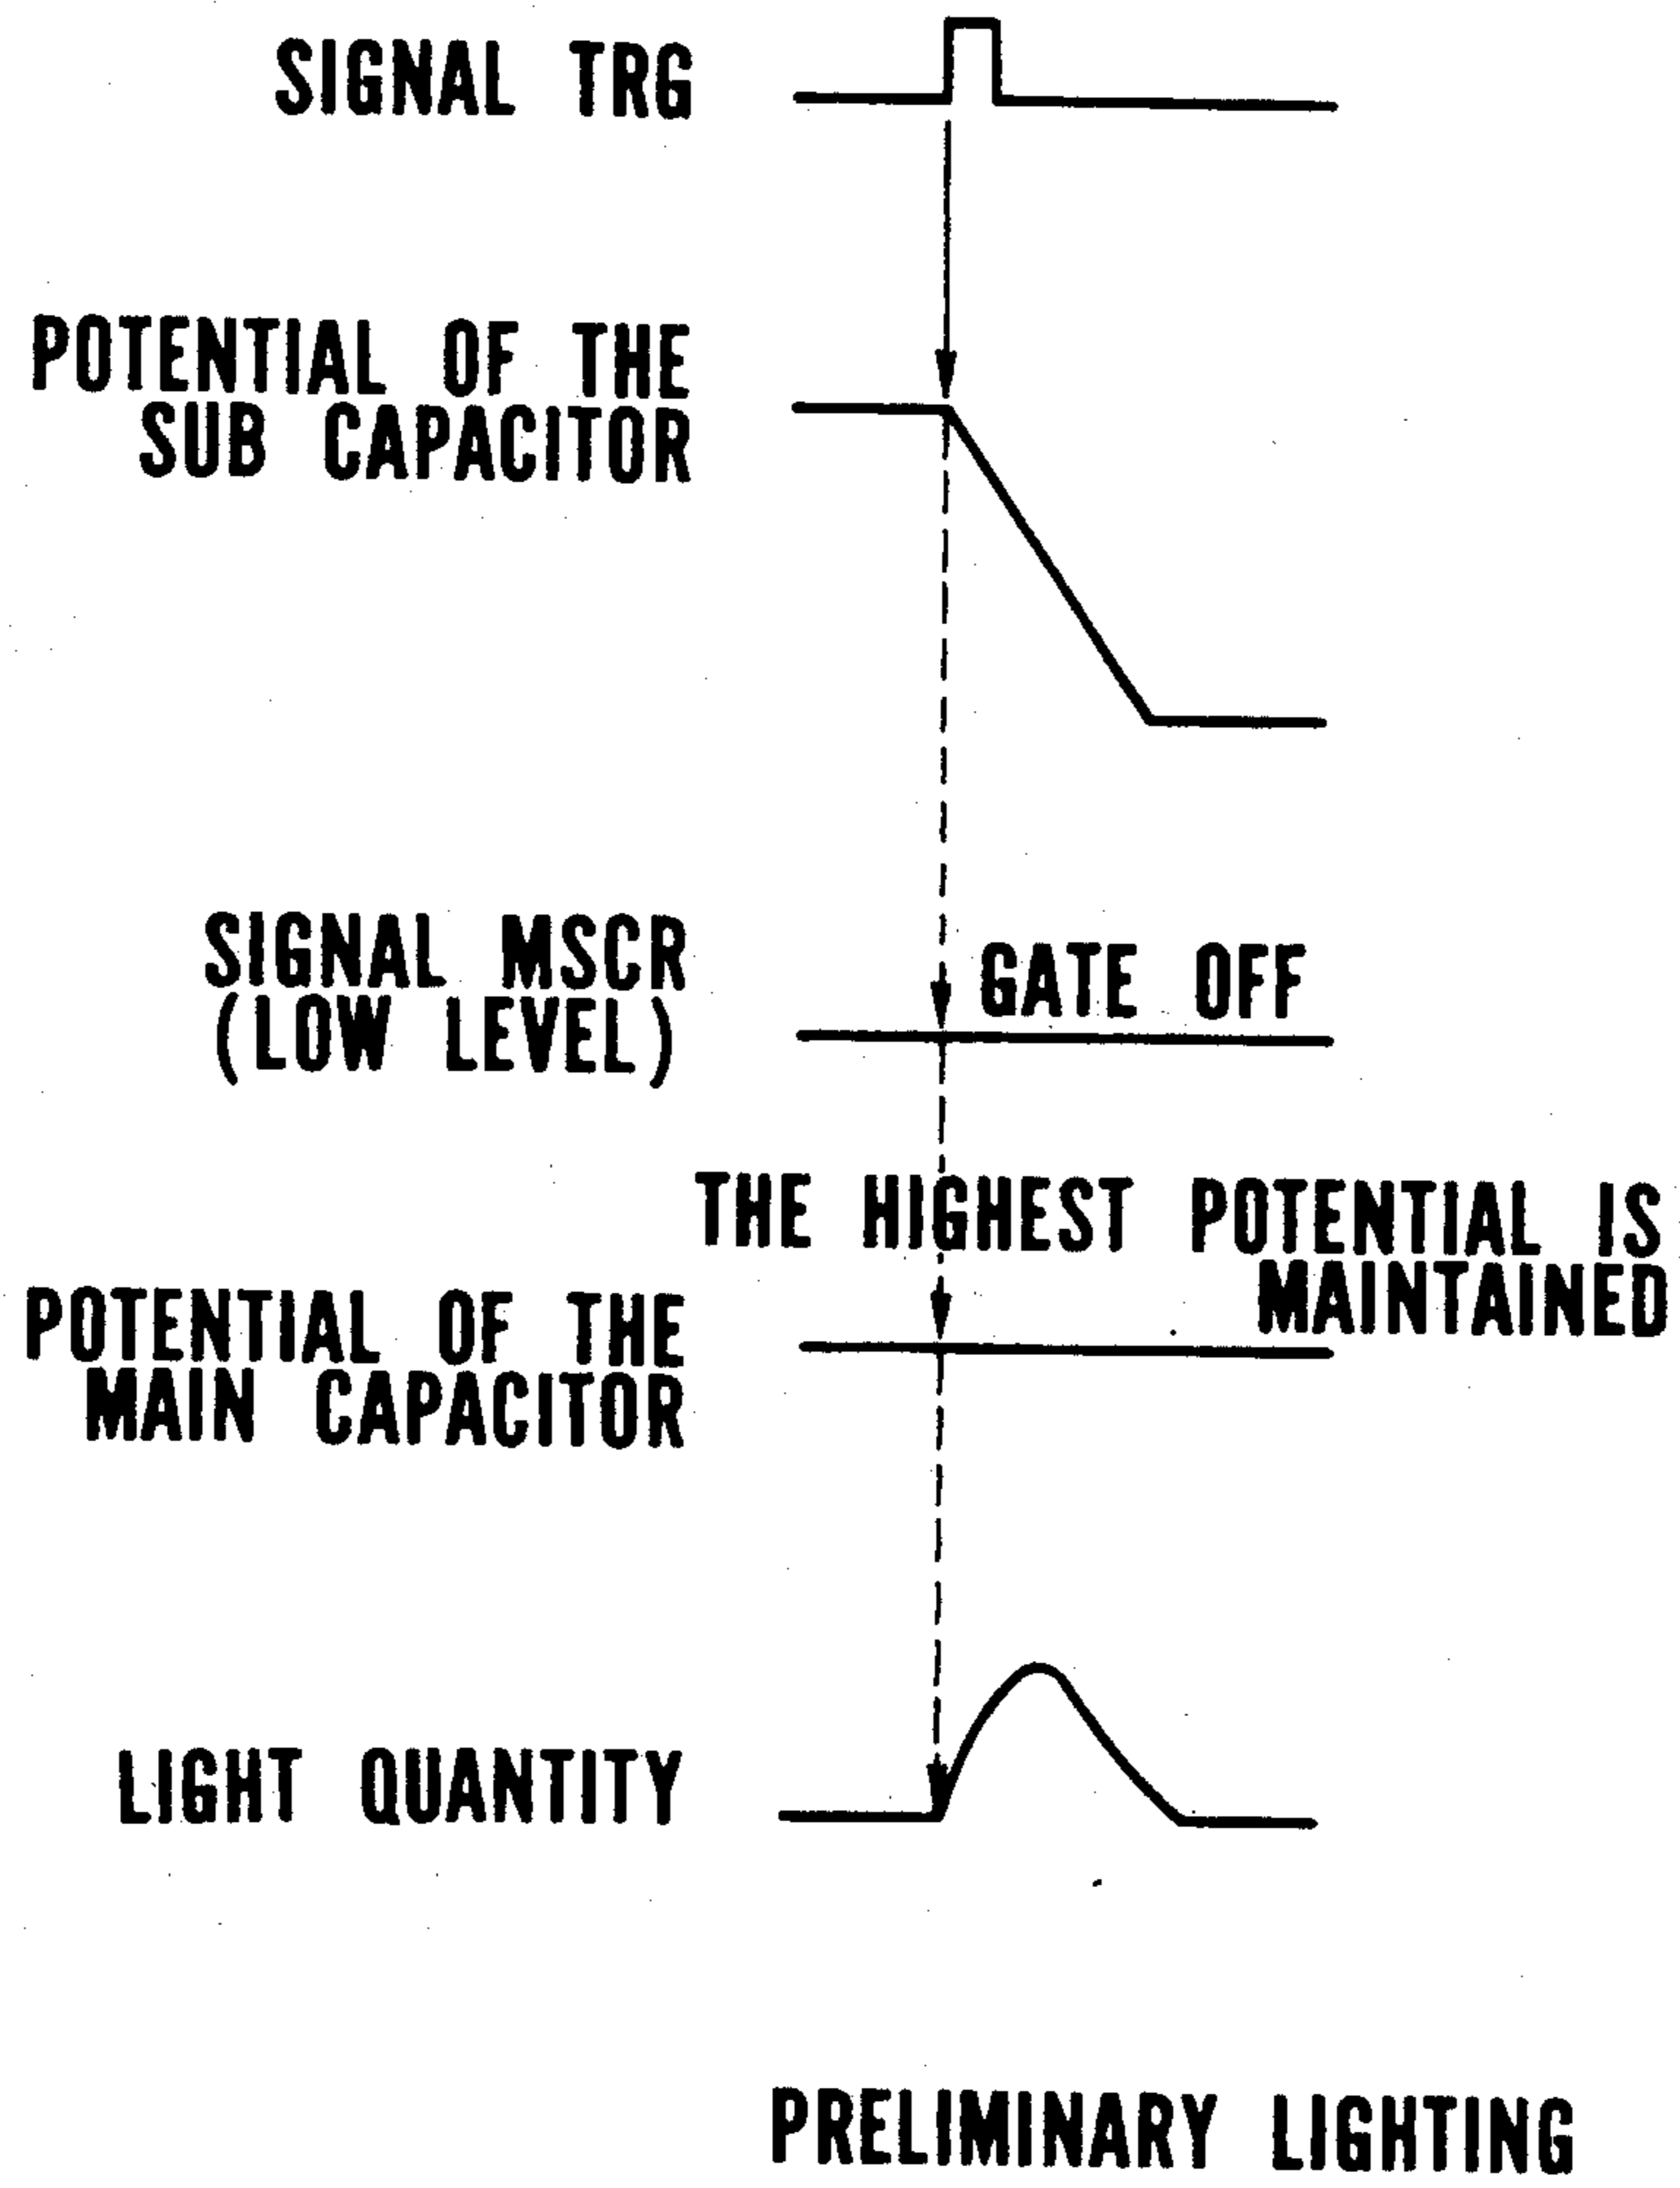 SIGNAL TRG
POTENTIAL OF THE
SUB CAPACITOR
SIGNAL MSCR
(LOW LEVEL)
GATE OFF
THE HIGHEST POTENTIAL IS
MAINTAINED
POTENTIAL OF THE
MAIN CAPACITOR
LIGHT QUANTITY
PRELIMINARY LIGHTING